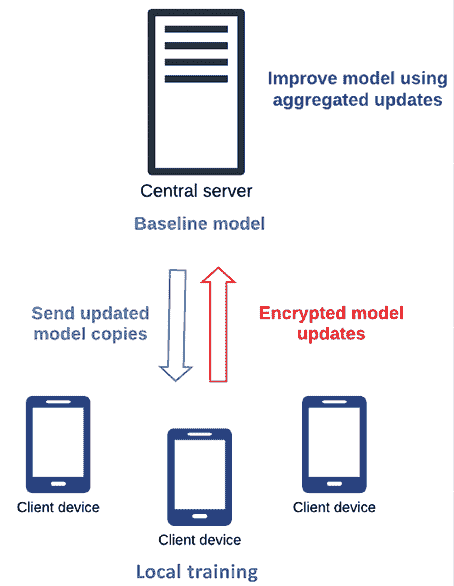 Improve model using
aggregated updates
Central server
Baseline model
Send updated
model copies
Encrypted model
updates
Client device
Client device
Client device
Local training